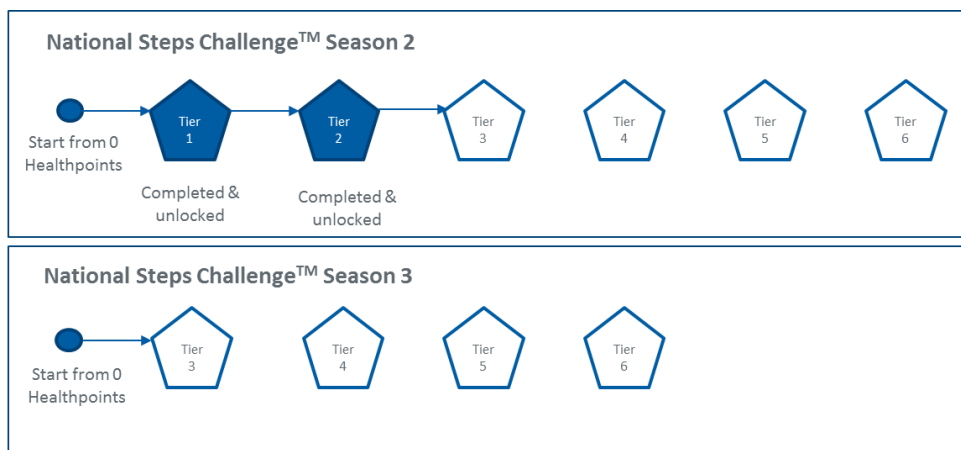 National Steps Challenge™ Season 2
Tier
1
Tier
2
Tier
3
Tier
4
Tier
5
Tier
6
Start from 0
Healthpoints
Completed &
unlocked
Completed &
unlocked
National Steps Challenge™ Season 3
Tier
3
Tier
4
Tier
5
Tier
6
Start from 0
Healthpoints